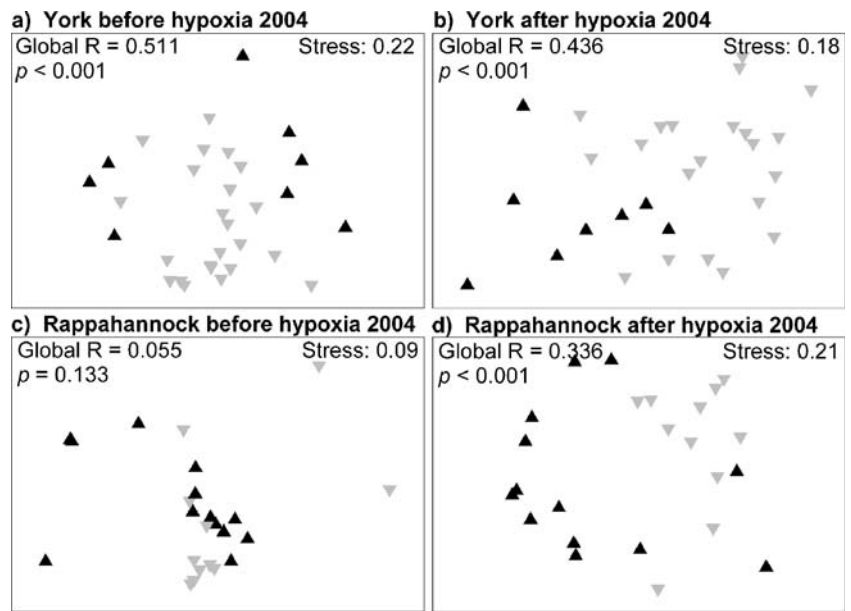 a) York before hypoxia 2004
Global R = 0.511 Stress: 0.22
p < 0.001
b) York after hypoxia 2004
Global R = 0.436 Stress: 0.18
p < 0.001
c) Rappahannock before hypoxia 2004
Global R = 0.055 Stress: 0.09
p = 0.133
d) Rappahannock after hypoxia 2004
Global R = 0.336 Stress: 0.21
p < 0.001